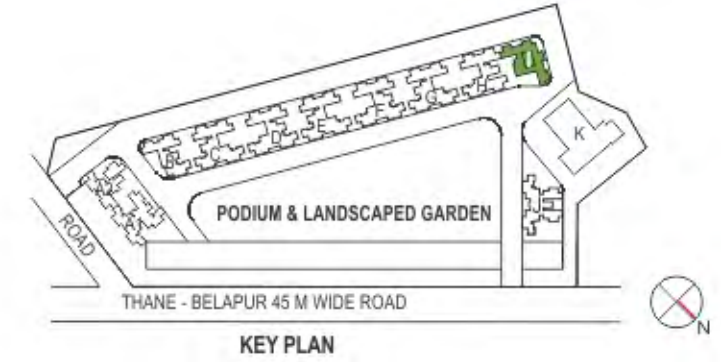 K
B
C
D
E
F
G
A
J
PODIUM & LANDSCAPED GARDEN
ROAD
THANE - BELAPUR 45 M WIDE ROAD
N
KEY PLAN